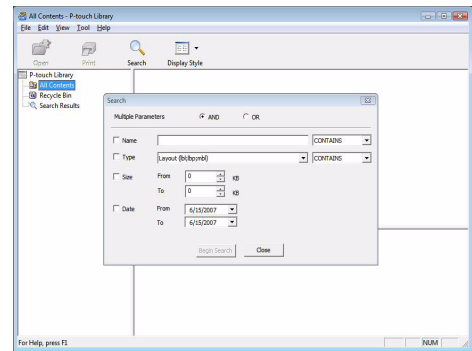 All Contents - P-touch Library
File Edit View Tool Help
Open Print Search Display Style
P-touch Library
All Contents
Recycle Bin
Search Results
Search
Multiple Parameters AND OR
Name CONTAINS
Type Layout (lbl;lbp;mbl) CONTAINS
Size From 0 KB
To 0 KB
Date From 6/15/2007
To 6/15/2007
Begin Search Close
For Help, press F1 NUM